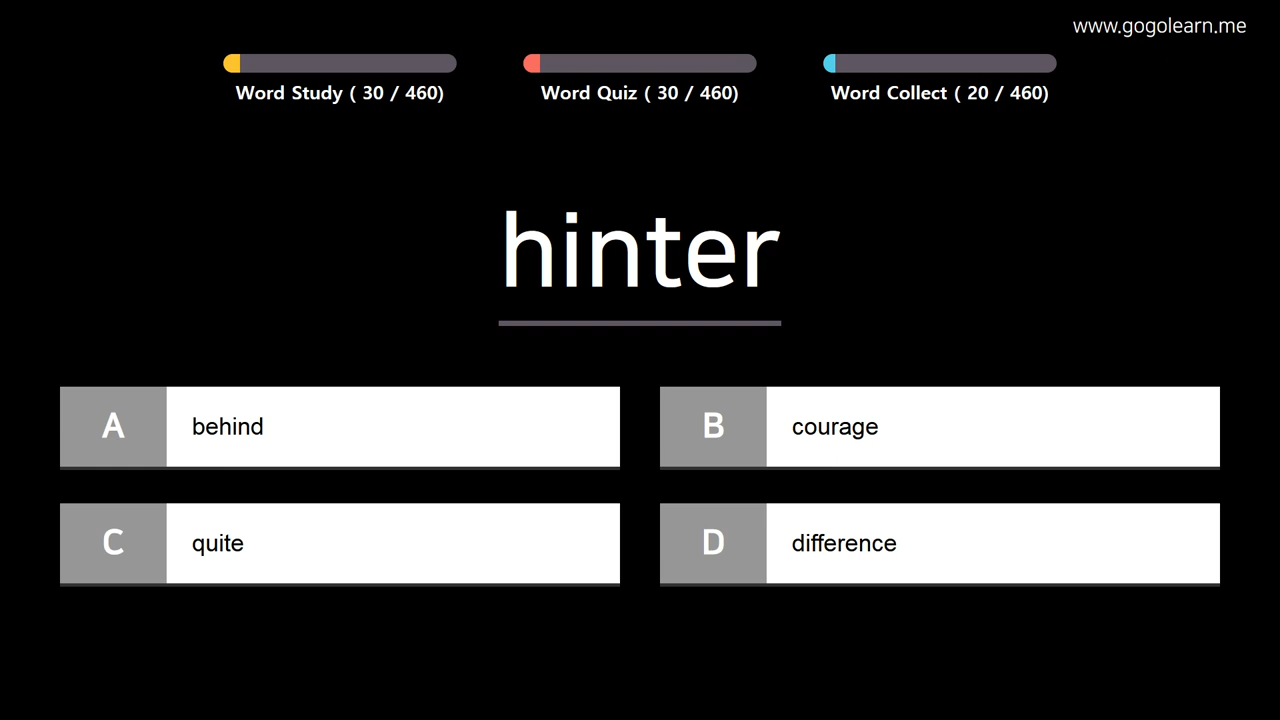 www.gogolearn.me
Word Study ( 30 / 460)
Word Quiz ( 30 / 460)
Word Collect ( 20 / 460)
hinter
A behind
B courage
C quite
D difference